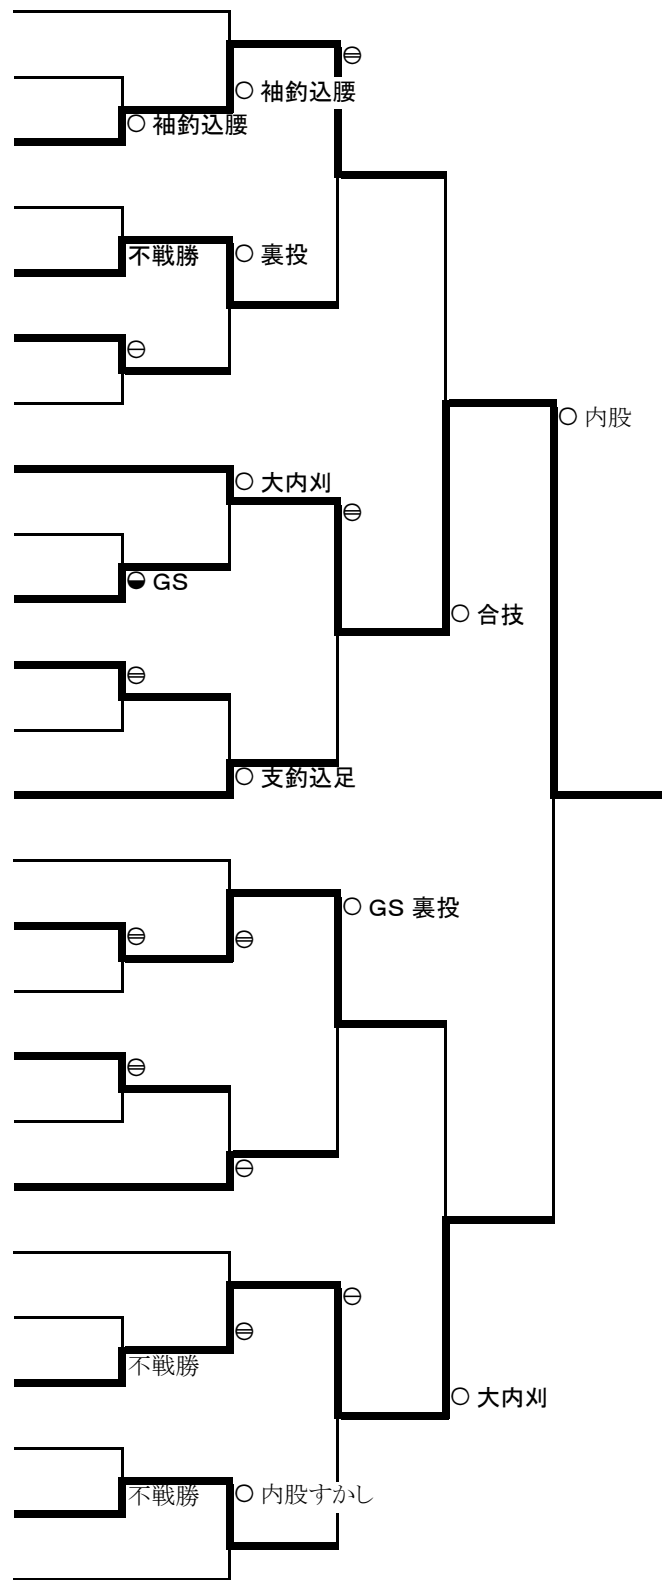 ⊜
○ 袖釣込腰
○ 袖釣込腰
不戦勝
○ 裏投
⊖
○ 大内刈
⊜
◒ GS
○ 合技
⊜
○ 支釣込足
○ 内股
○ GS 裏投
⊜
⊜
⊜
⊖
⊖
⊜
不戦勝
○ 大内刈
不戦勝
○ 内股すかし